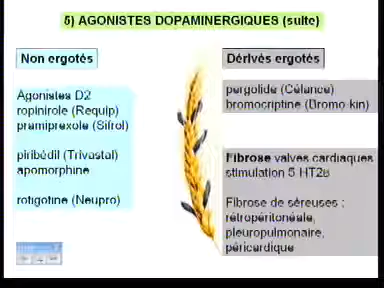 δ) AGONISTES DOPAMINERGIQUES (suite)
Non ergotés
Agonistes D2
ropinirole (Requip)
pramiprexole (Sifrol)
piribédil (Trivastal)
apomorphine
rotigotine (Neupro)
Dérivés ergotés
pergolide (Célance)
bromocriptine (Bromo-kin)
Fibrose valves cardiaques
stimulation 5 HT2B
Fibrose de séreuses :
rétropéritonéale,
pleuropulmonaire,
péricardique